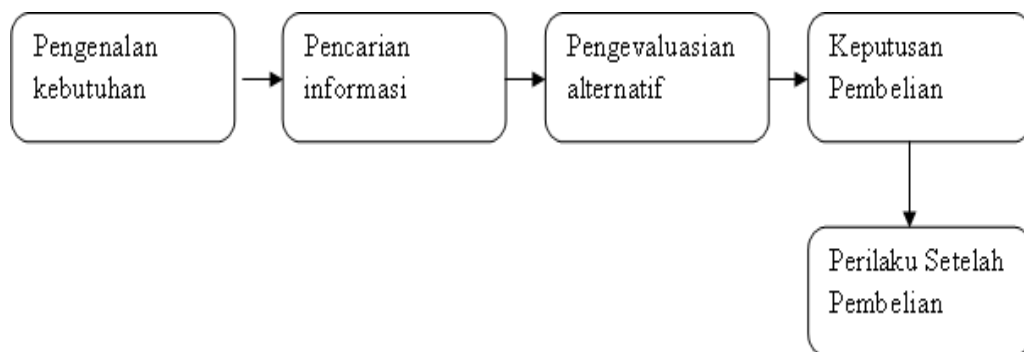 Pengenalan
kebutuhan
Pencarian
informasi
Pengevaluasian
alternatif
Keputusan
Pembelian
Perilaku Setelah
Pembelian